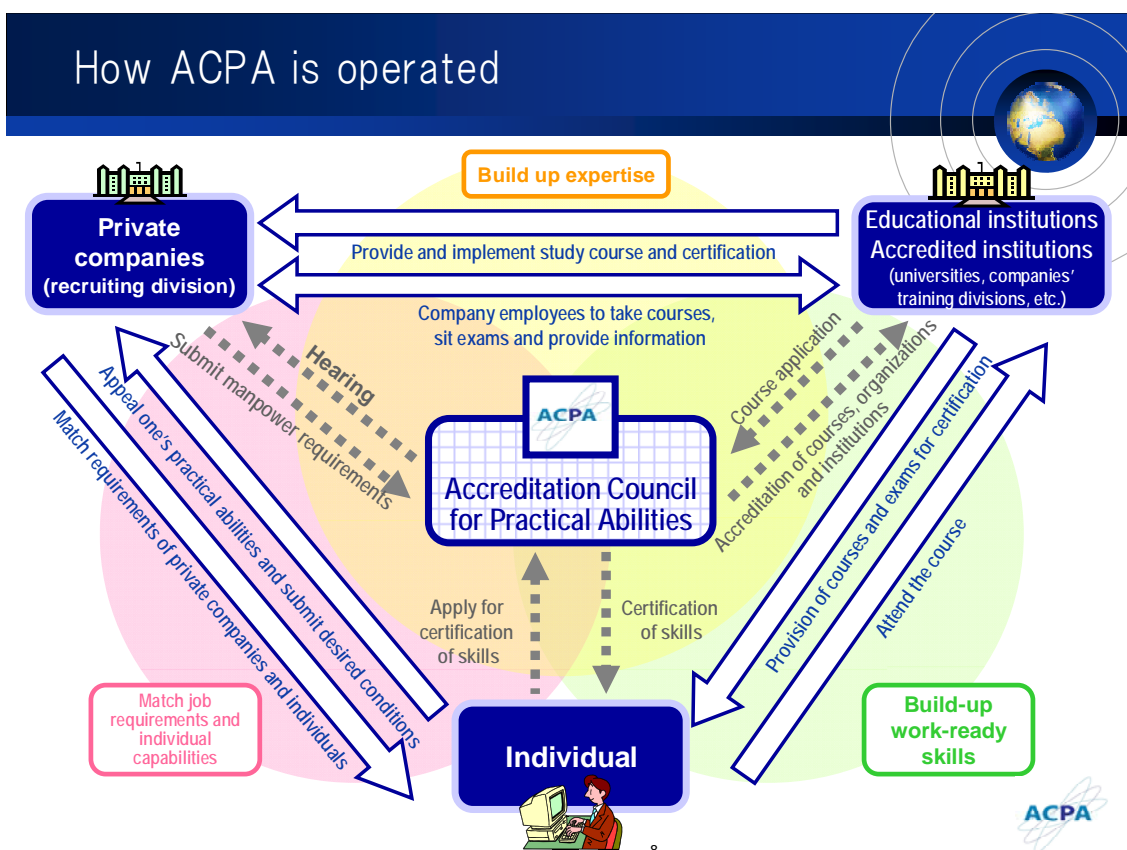 How ACPA is operated
Build up expertise
Private
companies
(recruiting division)
Educational institutions
Accredited institutions
(universities, companies'
training divisions, etc.)
Provide and implement study course and certification
Company employees to take courses,
sit exams and provide information
Hearing
Submit manpower requirements
Course application
Accreditation of courses, organizations
and institutions
Appeal one's practical abilities and submit desired conditions
Match requirements of private companies and individuals
ACPA
Accreditation Council
for Practical Abilities
Provision of courses and exams for certification
Attend the course
Apply for
certification
of skills
Certification
of skills
Match job
requirements and
individual
capabilities
Individual
Build-up
work-ready
skills
ACPA
8